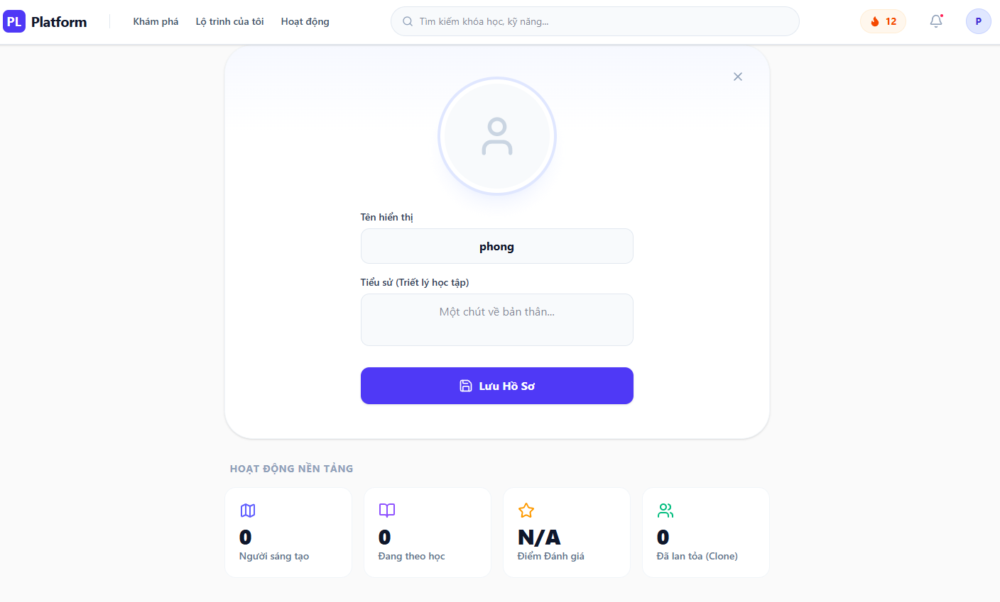 PL Platform Khám phá Lộ trình của tôi Hoạt động Tìm kiếm khóa học, kỹ năng... 12 P
Tên hiển thị
phong
Tiểu sử (Triết lý học tập)
Một chút về bản thân...
Lưu Hồ Sơ
HOẠT ĐỘNG NỀN TẢNG
0 0 N/A 0
Người sáng tạo Đang theo học Điểm Đánh giá Đã lan tỏa (Clone)